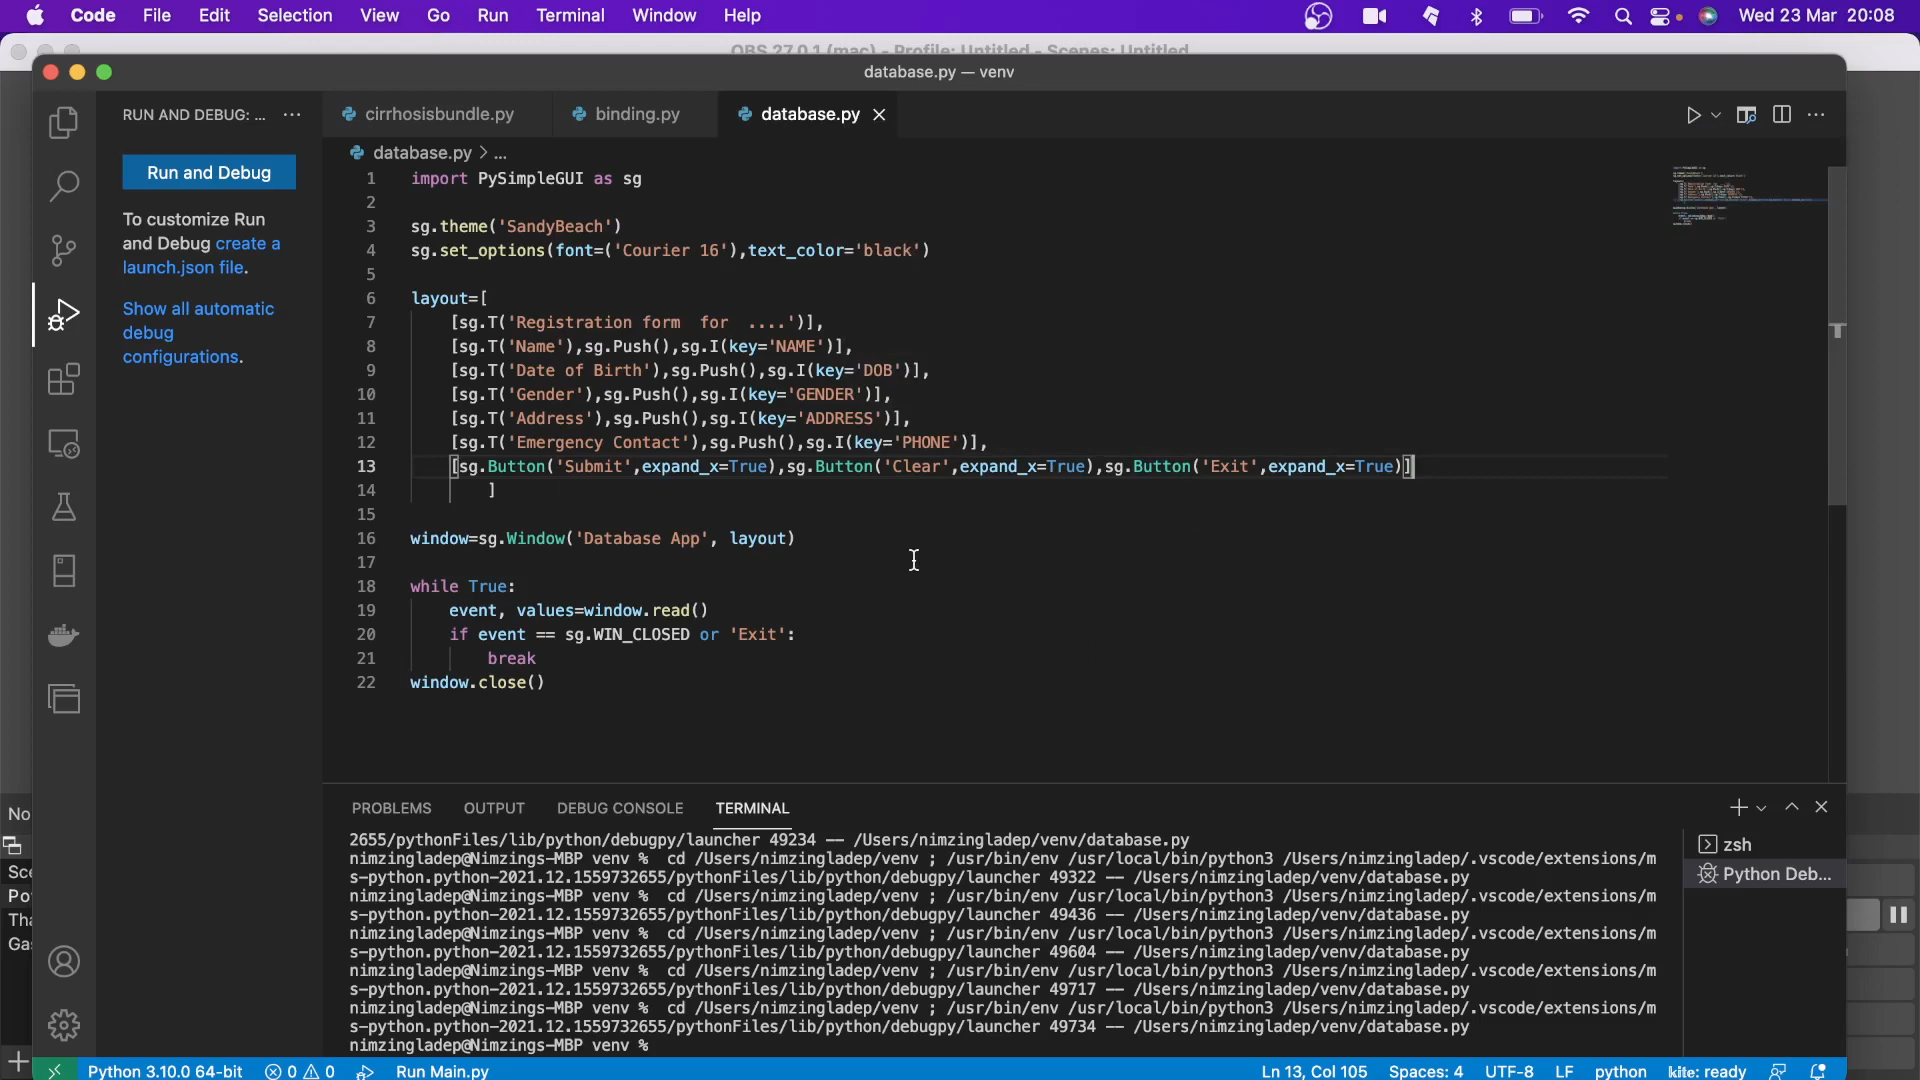 Code File Edit Selection View Go Run Terminal Window Help Wed 23 Mar 20:08
OBS 27.0.1 (mac) - Profile: Untitled - Scenes: Untitled
database.py — venv
RUN AND DEBUG: ... ...
cirrhosisbundle.py binding.py database.py
Run and Debug
To customize Run
and Debug create a
launch.json file.
Show all automatic
debug
configurations.
database.py > ...
1 import PySimpleGUI as sg
2
3 sg.theme('SandyBeach')
4 sg.set_options(font=('Courier 16'),text_color='black')
5
6 layout=[
7 [sg.T('Registration form  for  ....')],
8 [sg.T('Name'),sg.Push(),sg.I(key='NAME')],
9 [sg.T('Date of Birth'),sg.Push(),sg.I(key='DOB')],
10 [sg.T('Gender'),sg.Push(),sg.I(key='GENDER')],
11 [sg.T('Address'),sg.Push(),sg.I(key='ADDRESS')],
12 [sg.T('Emergency Contact'),sg.Push(),sg.I(key='PHONE')],
13 [sg.Button('Submit',expand_x=True),sg.Button('Clear',expand_x=True),sg.Button('Exit',expand_x=True)]
14 ]
15
16 window=sg.Window('Database App', layout)
17
18 while True:
19 event, values=window.read()
20 if event == sg.WIN_CLOSED or 'Exit':
21 break
22 window.close()
PROBLEMS OUTPUT DEBUG CONSOLE TERMINAL
2655/pythonFiles/lib/python/debugpy/launcher 49234 -- /Users/nimzingladep/venv/database.py
nimzingladep@Nimzings-MBP venv %  cd /Users/nimzingladep/venv ; /usr/bin/env /usr/local/bin/python3 /Users/nimzingladep/.vscode/extensions/m
s-python.python-2021.12.1559732655/pythonFiles/lib/python/debugpy/launcher 49322 -- /Users/nimzingladep/venv/database.py
nimzingladep@Nimzings-MBP venv %  cd /Users/nimzingladep/venv ; /usr/bin/env /usr/local/bin/python3 /Users/nimzingladep/.vscode/extensions/m
s-python.python-2021.12.1559732655/pythonFiles/lib/python/debugpy/launcher 49436 -- /Users/nimzingladep/venv/database.py
nimzingladep@Nimzings-MBP venv %  cd /Users/nimzingladep/venv ; /usr/bin/env /usr/local/bin/python3 /Users/nimzingladep/.vscode/extensions/m
s-python.python-2021.12.1559732655/pythonFiles/lib/python/debugpy/launcher 49604 -- /Users/nimzingladep/venv/database.py
nimzingladep@Nimzings-MBP venv %  cd /Users/nimzingladep/venv ; /usr/bin/env /usr/local/bin/python3 /Users/nimzingladep/.vscode/extensions/m
s-python.python-2021.12.1559732655/pythonFiles/lib/python/debugpy/launcher 49717 -- /Users/nimzingladep/venv/database.py
nimzingladep@Nimzings-MBP venv %  cd /Users/nimzingladep/venv ; /usr/bin/env /usr/local/bin/python3 /Users/nimzingladep/.vscode/extensions/m
s-python.python-2021.12.1559732655/pythonFiles/lib/python/debugpy/launcher 49734 -- /Users/nimzingladep/venv/database.py
nimzingladep@Nimzings-MBP venv %
zsh
Python Deb...
No
Sce
Po
Tha
Ga
Python 3.10.0 64-bit 0 0 Run Main.py Ln 13, Col 105 Spaces: 4 UTF-8 LF python kite: ready